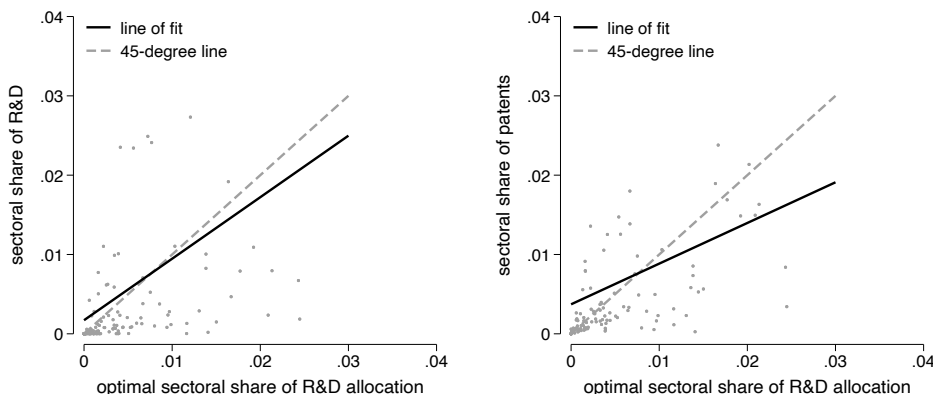 .04
line of fit
45-degree line
.03
.02
.01
0
sectoral share of R&D
0
.01
.02
.03
.04
optimal sectoral share of R&D allocation
.04
line of fit
45-degree line
.03
.02
.01
0
sectoral share of patents
0
.01
.02
.03
.04
optimal sectoral share of R&D allocation